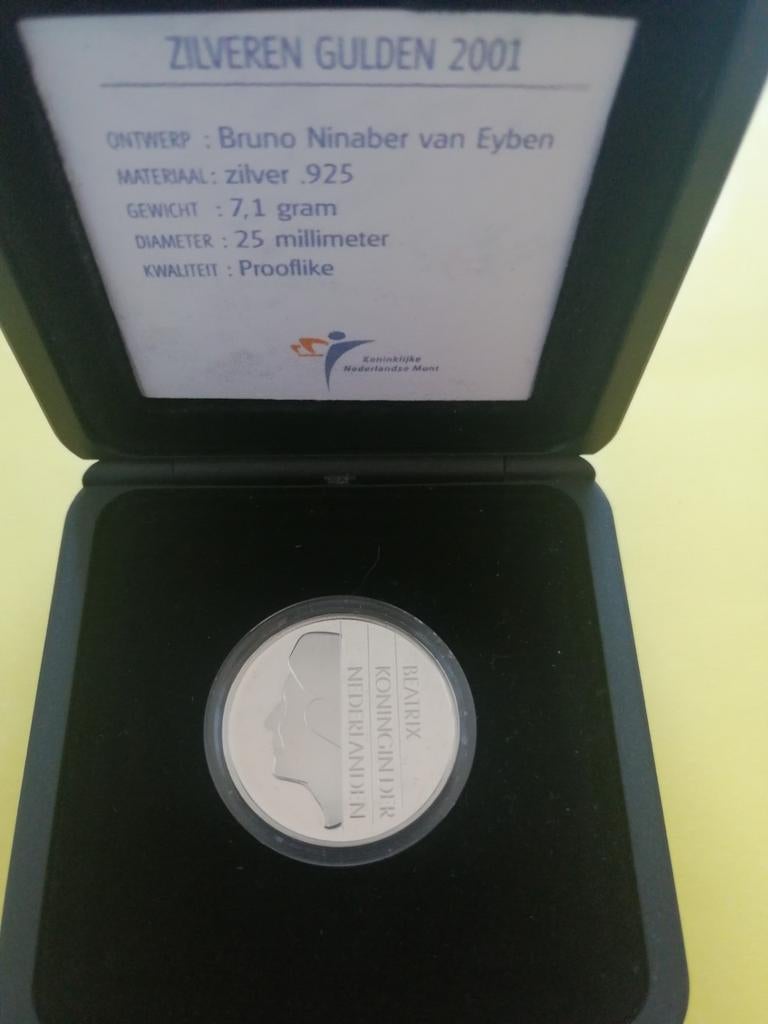 ZILVEREN GULDEN 2001
ONTWERP : Bruno Ninaber van Eyben
MATERIAAL : zilver .925
GEWICHT : 7,1 gram
DIAMETER : 25 millimeter
KWALITEIT : Prooflike
Koninklijke
Nederlandse Munt
BEATRIX
KONINGIN DER
NEDERLANDEN